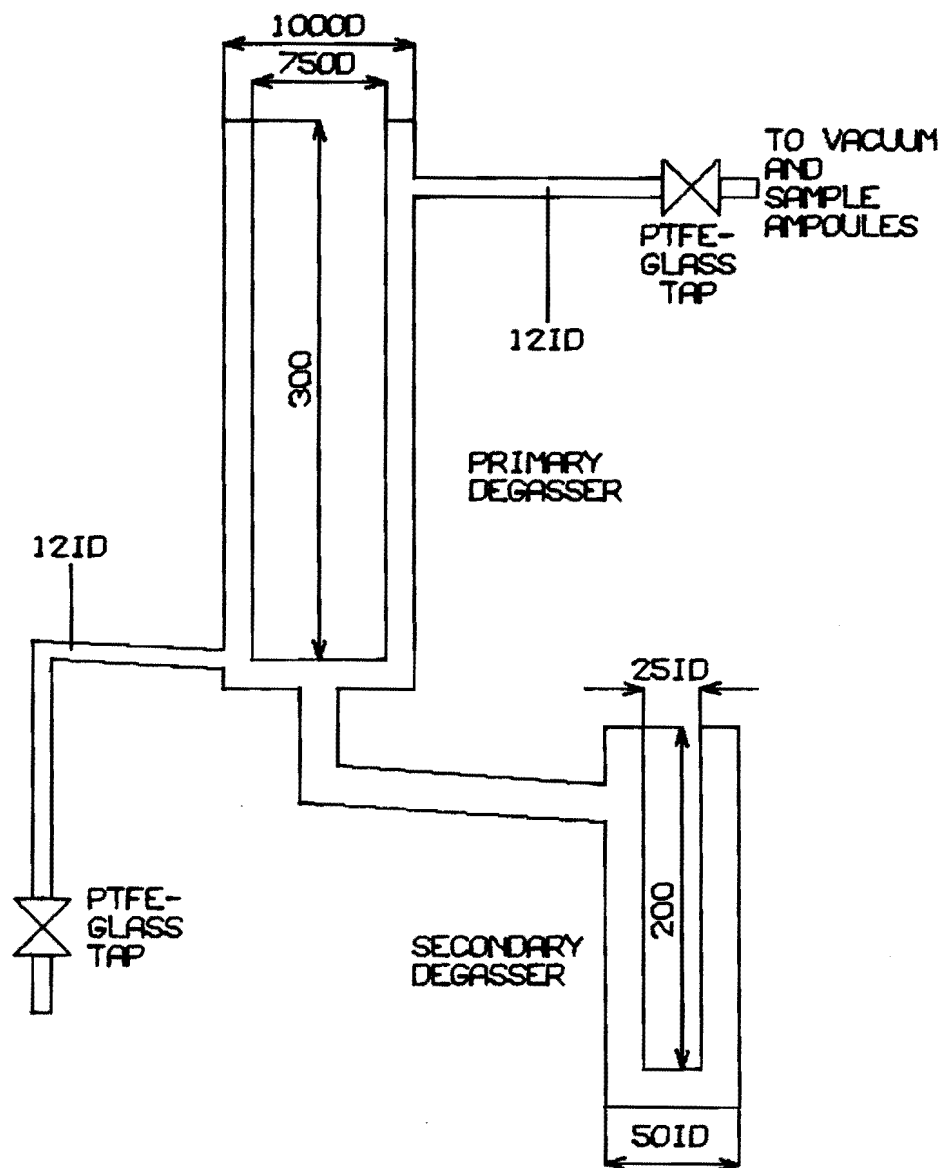 100OD
75OD
TO VACUUM
AND
SAMPLE
AMPOULES
PTFE-
GLASS
TAP
12ID
300
PRIMARY
DEGASSER
12ID
25ID
PTFE-
GLASS
TAP
200
SECONDARY
DEGASSER
50ID